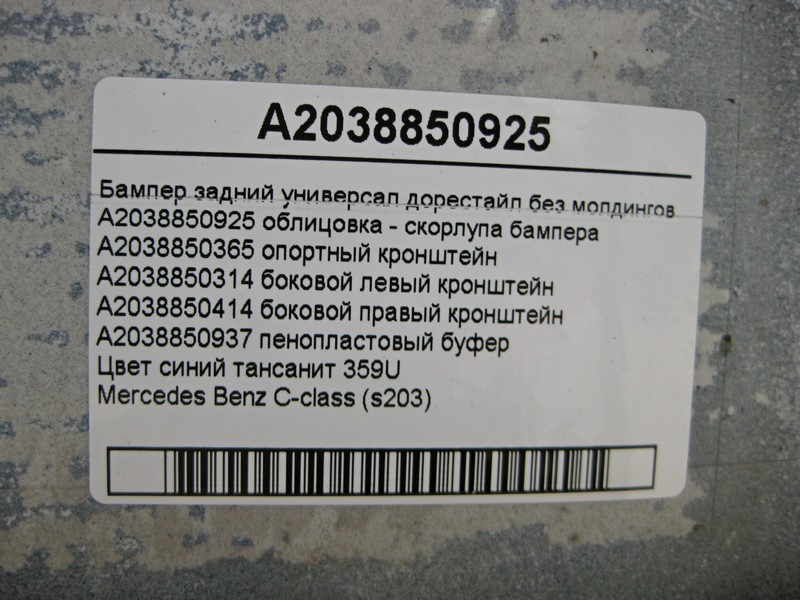 A2038850925
Бампер задний универсал дорестайл без молдингов
A2038850925 облицовка - скорлупа бампера
A2038850365 опортный кронштейн
A2038850314 боковой левый кронштейн
A2038850414 боковой правый кронштейн
A2038850937 пенопластовый буфер
Цвет синий тансанит 359U
Mercedes Benz C-class (s203)